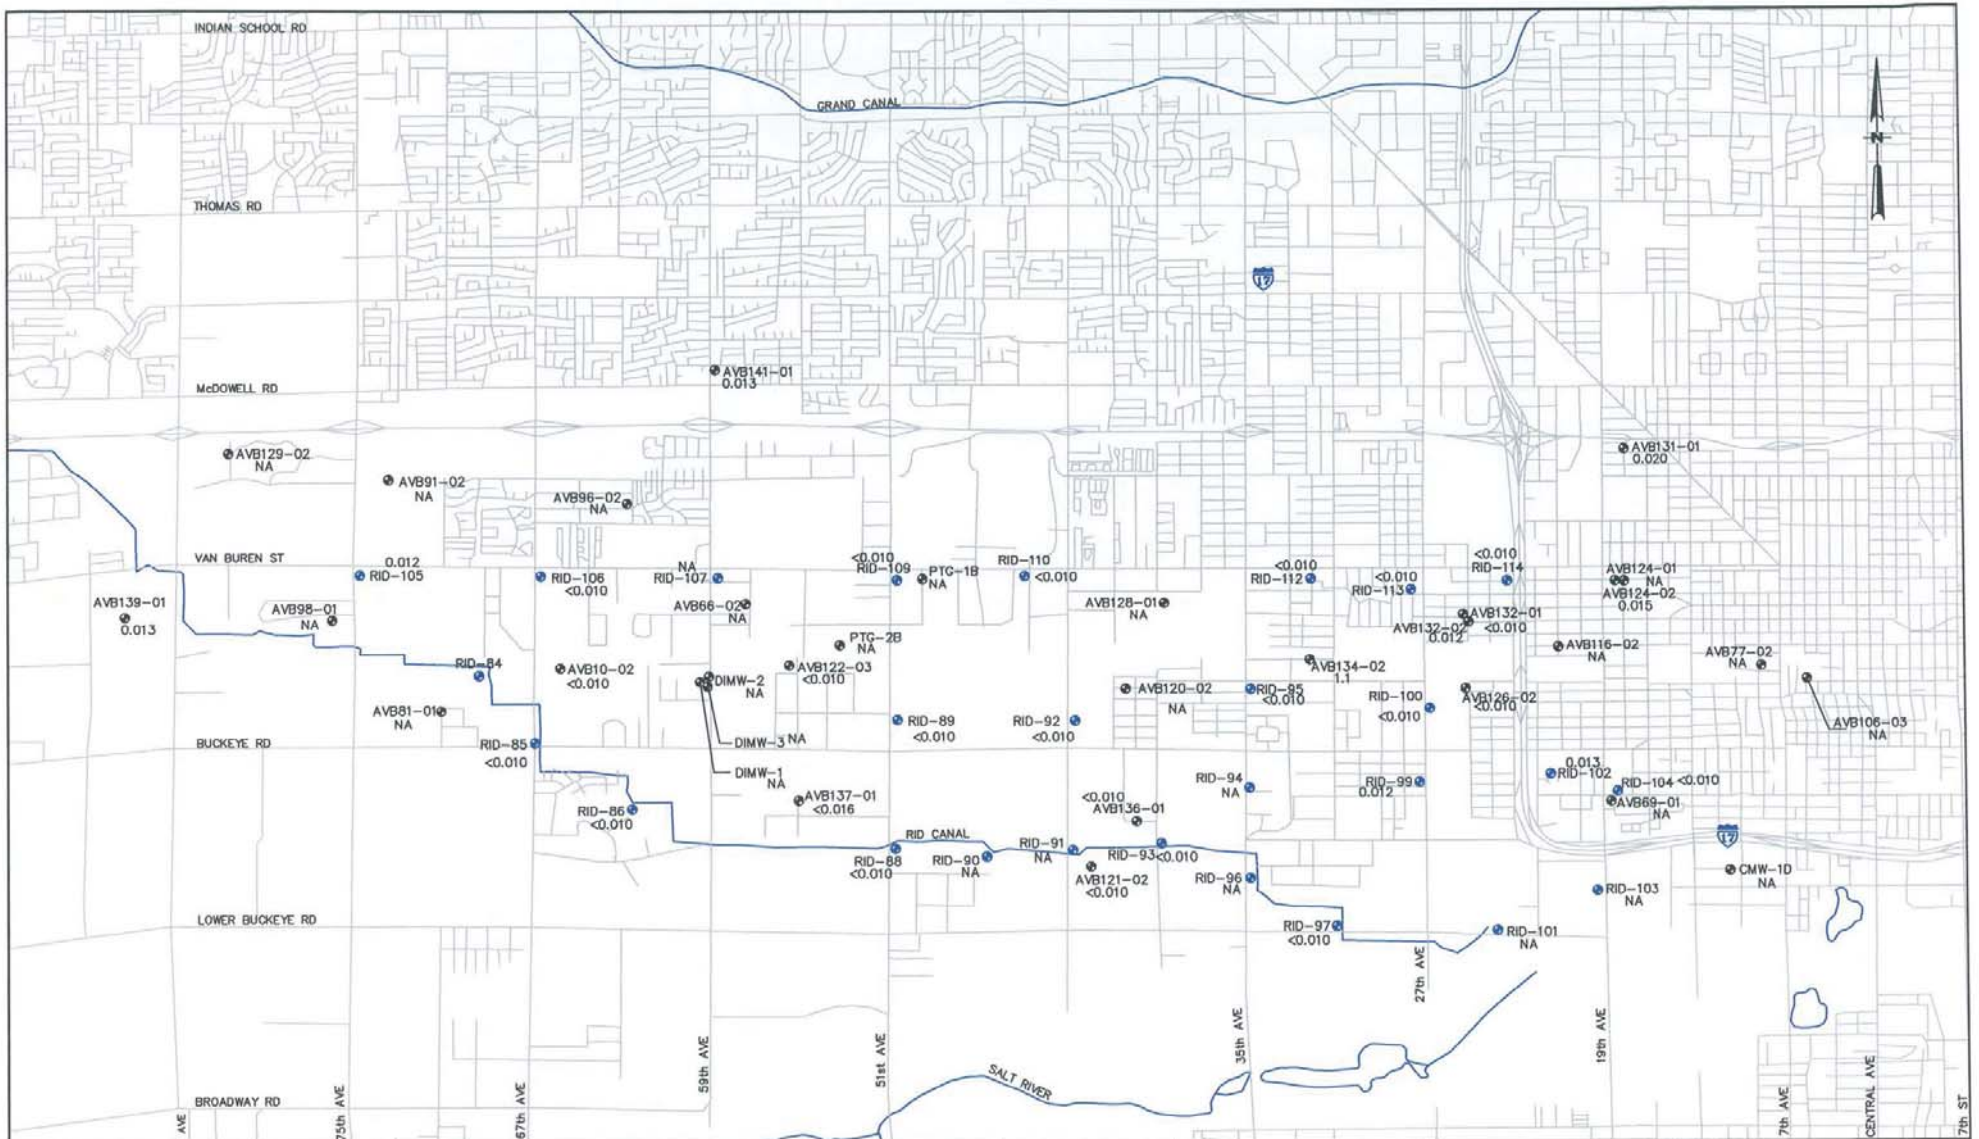 INDIAN SCHOOL RD
GRAND CANAL
N
THOMAS RD
17
AVB141-01
0.013
McDOWELL RD
AVB129-02
NA
AVB131-01
0.020
AVB91-02
NA
AVB96-02
NA
VAN BUREN ST
0.012
RID-105
RID-106
<0.010
NA
RID-107
<0.010
RID-109
PTG-1B
NA
RID-110
<0.010
<0.010
RID-112
<0.010
RID-113
<0.010
RID-114
AVB124-01
NA
AVB124-02
0.015
AVB139-01
0.013
AVB98-01
NA
AVB66-02
NA
AVB128-01
NA
AVB132-01
<0.010
AVB132-02
0.012
PTG-2B
NA
AVB116-02
NA
AVB77-02
NA
RID-84
AVB10-02
<0.010
DIMW-2
NA
AVB122-03
<0.010
AVB134-02
1.1
AVB120-02
NA
RID-95
<0.010
RID-100
<0.010
AVB126-02
<0.010
AVB106-03
NA
AVB81-01
NA
RID-89
<0.010
RID-92
<0.010
BUCKEYE RD
RID-85
<0.010
DIMW-3
NA
DIMW-1
NA
RID-94
NA
RID-99
0.012
0.013
RID-102
RID-104
<0.010
AVB69-01
NA
RID-86
<0.010
AVB137-01
<0.016
<0.010
AVB136-01
RID CANAL
17
RID-88
<0.010
RID-90
NA
RID-91
NA
RID-93
<0.010
AVB121-02
<0.010
RID-96
NA
CMW-1D
NA
RID-103
NA
LOWER BUCKEYE RD
RID-97
<0.010
RID-101
NA
27th AVE
59th AVE
51st AVE
35th AVE
19th AVE
SALT RIVER
BROADWAY RD
AVE
75th AVE
67th AVE
7th AVE
CENTRAL AVE
7th ST